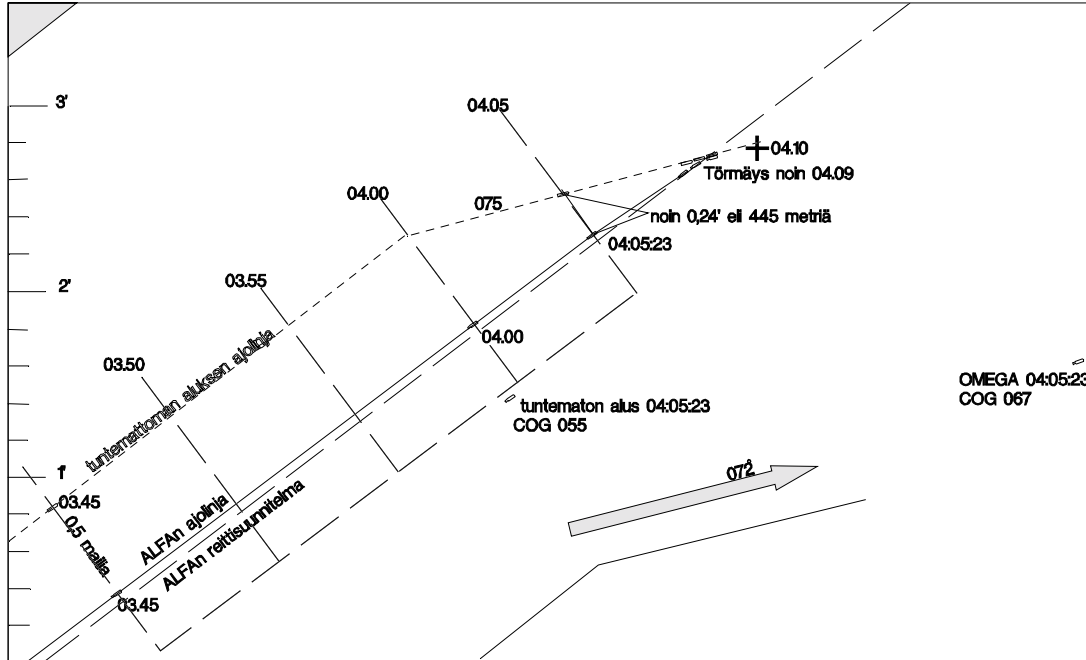 3'
04.05
04.10
Törmäys noin 04.09
04.00
075
noin 0,24' eli 445 metriä
04:05:23
03.55
2'
04.00
03.50
tuntemattoman aluksen ajolinja
OMEGA 04:05:23
COG 067
tuntematon alus 04:05:23
COG 055
1'
072°
03.45
0,5 mailia
ALFAn ajolinja
ALFAn reittisuunnitelma
03.45